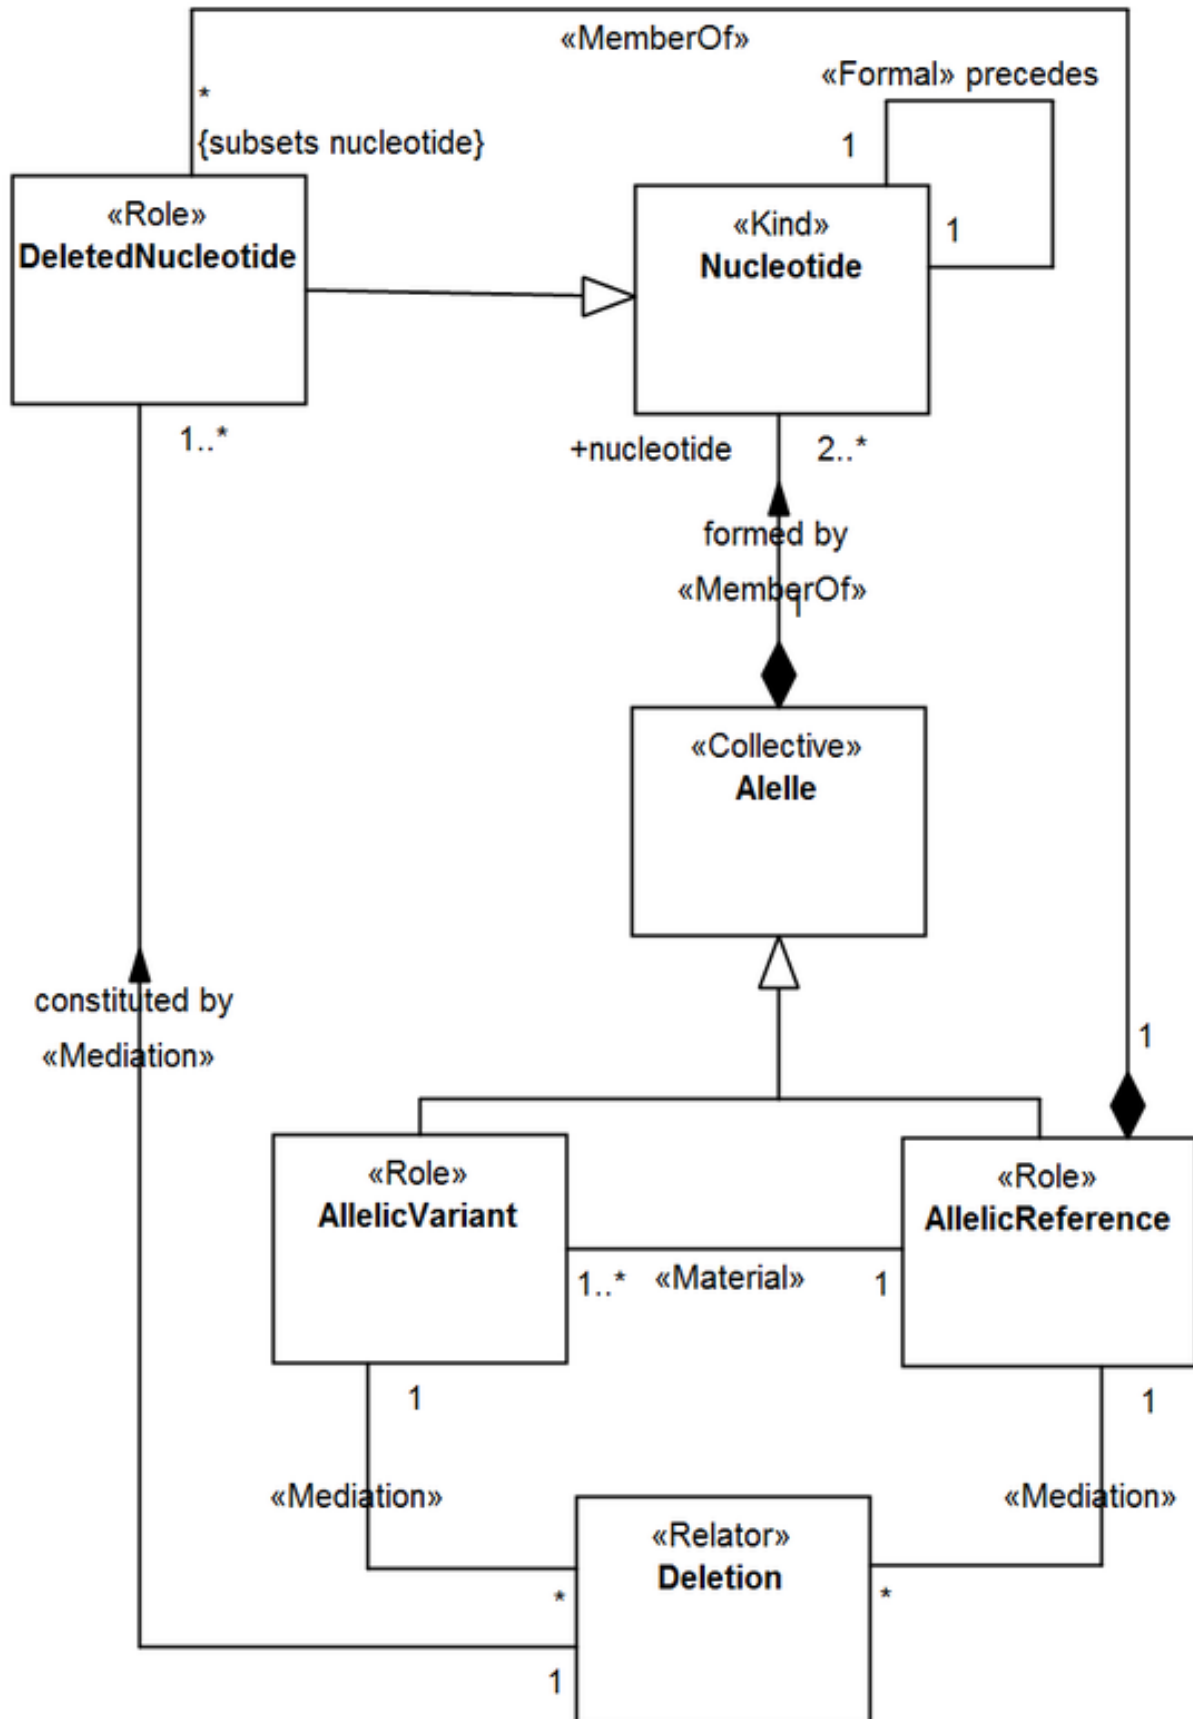 «MemberOf»
«Formal» precedes
*
{subsets nucleotide}
1
1
«Role»
DeletedNucleotide
«Kind»
Nucleotide
1..*
+nucleotide
2..*
formed by
«MemberOf»
1
«Collective»
Alelle
constituted by
«Mediation»
1
«Role»
AllelicVariant
«Role»
AllelicReference
1..*
«Material»
1
1
1
«Mediation»
«Mediation»
«Relator»
Deletion
*
*
1